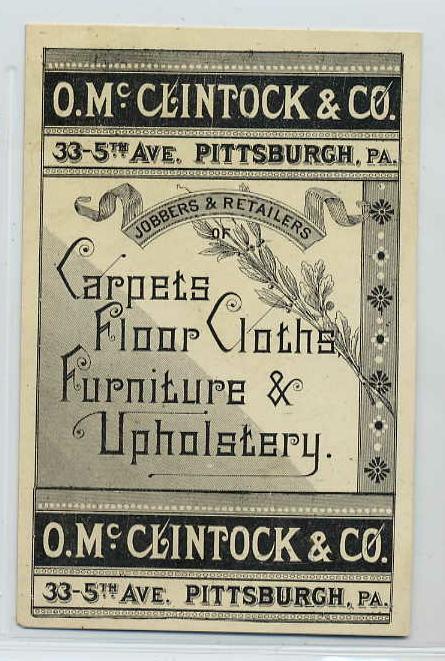 O. Mc CLINTOCK & CO.
33-5TH AVE. PITTSBURGH, PA.
JOBBERS & RETAILERS
OF
Carpets
Floor Cloths
Furniture &
Upholstery.
O. Mc CLINTOCK & CO.
33-5TH AVE. PITTSBURGH, PA.